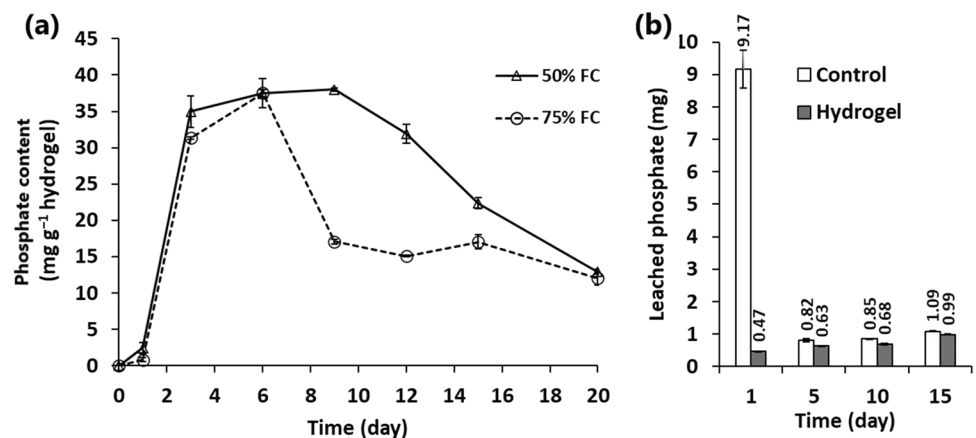 (a)
45
40
35
30
25
20
15
10
5
0
Phosphate content
(mg g⁻¹ hydrogel)
50% FC
75% FC
0 2 4 6 8 10 12 14 16 18 20
Time (day)
(b)
10
9
8
7
6
5
4
3
2
1
0
Leached phosphate (mg)
9.17
0.47
0.82
0.63
0.85
0.68
1.09
0.99
Control
Hydrogel
1 5 10 15
Time (day)